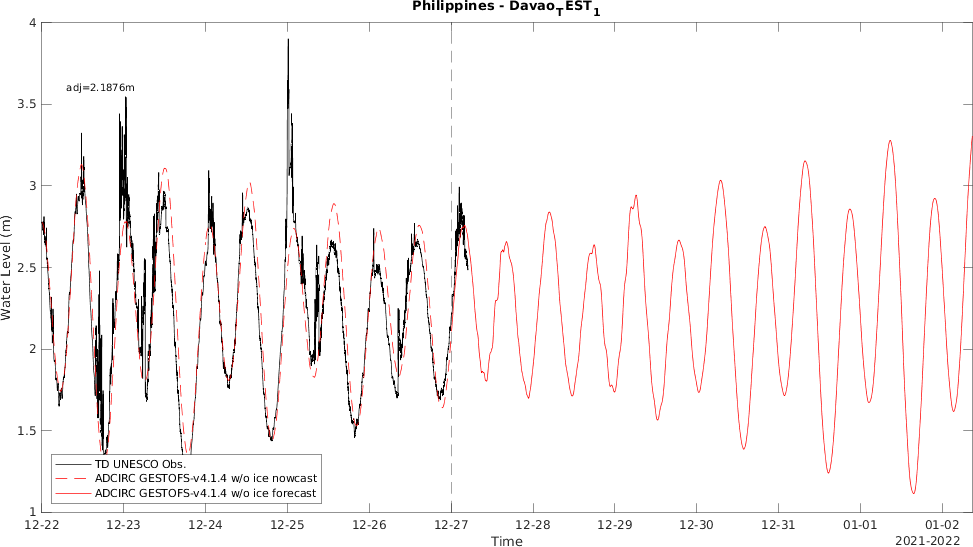 Philippines - Davao_TEST_1
adj=2.1876m
4
3.5
3
2.5
2
1.5
1
Water Level (m)
TD UNESCO Obs.
ADCIRC GESTOFS-v4.1.4 w/o ice nowcast
ADCIRC GESTOFS-v4.1.4 w/o ice forecast
12-22 12-23 12-24 12-25 12-26 12-27 12-28 12-29 12-30 12-31 01-01 01-02
Time
2021-2022